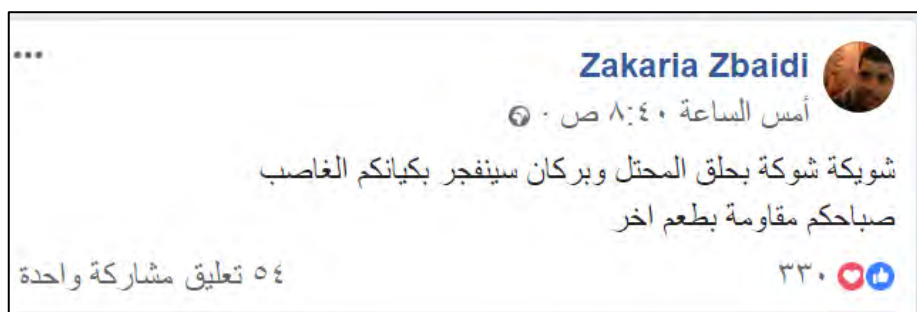 Zakaria Zbaidi
أمس الساعة ٨:٤٠ ص ·
شويكة شوكة بحلق المحتل وبركان سينفجر بكيانكم الغاصب
صباحكم مقاومة بطعم اخر
٣٣٠
٥٤ تعليق مشاركة واحدة